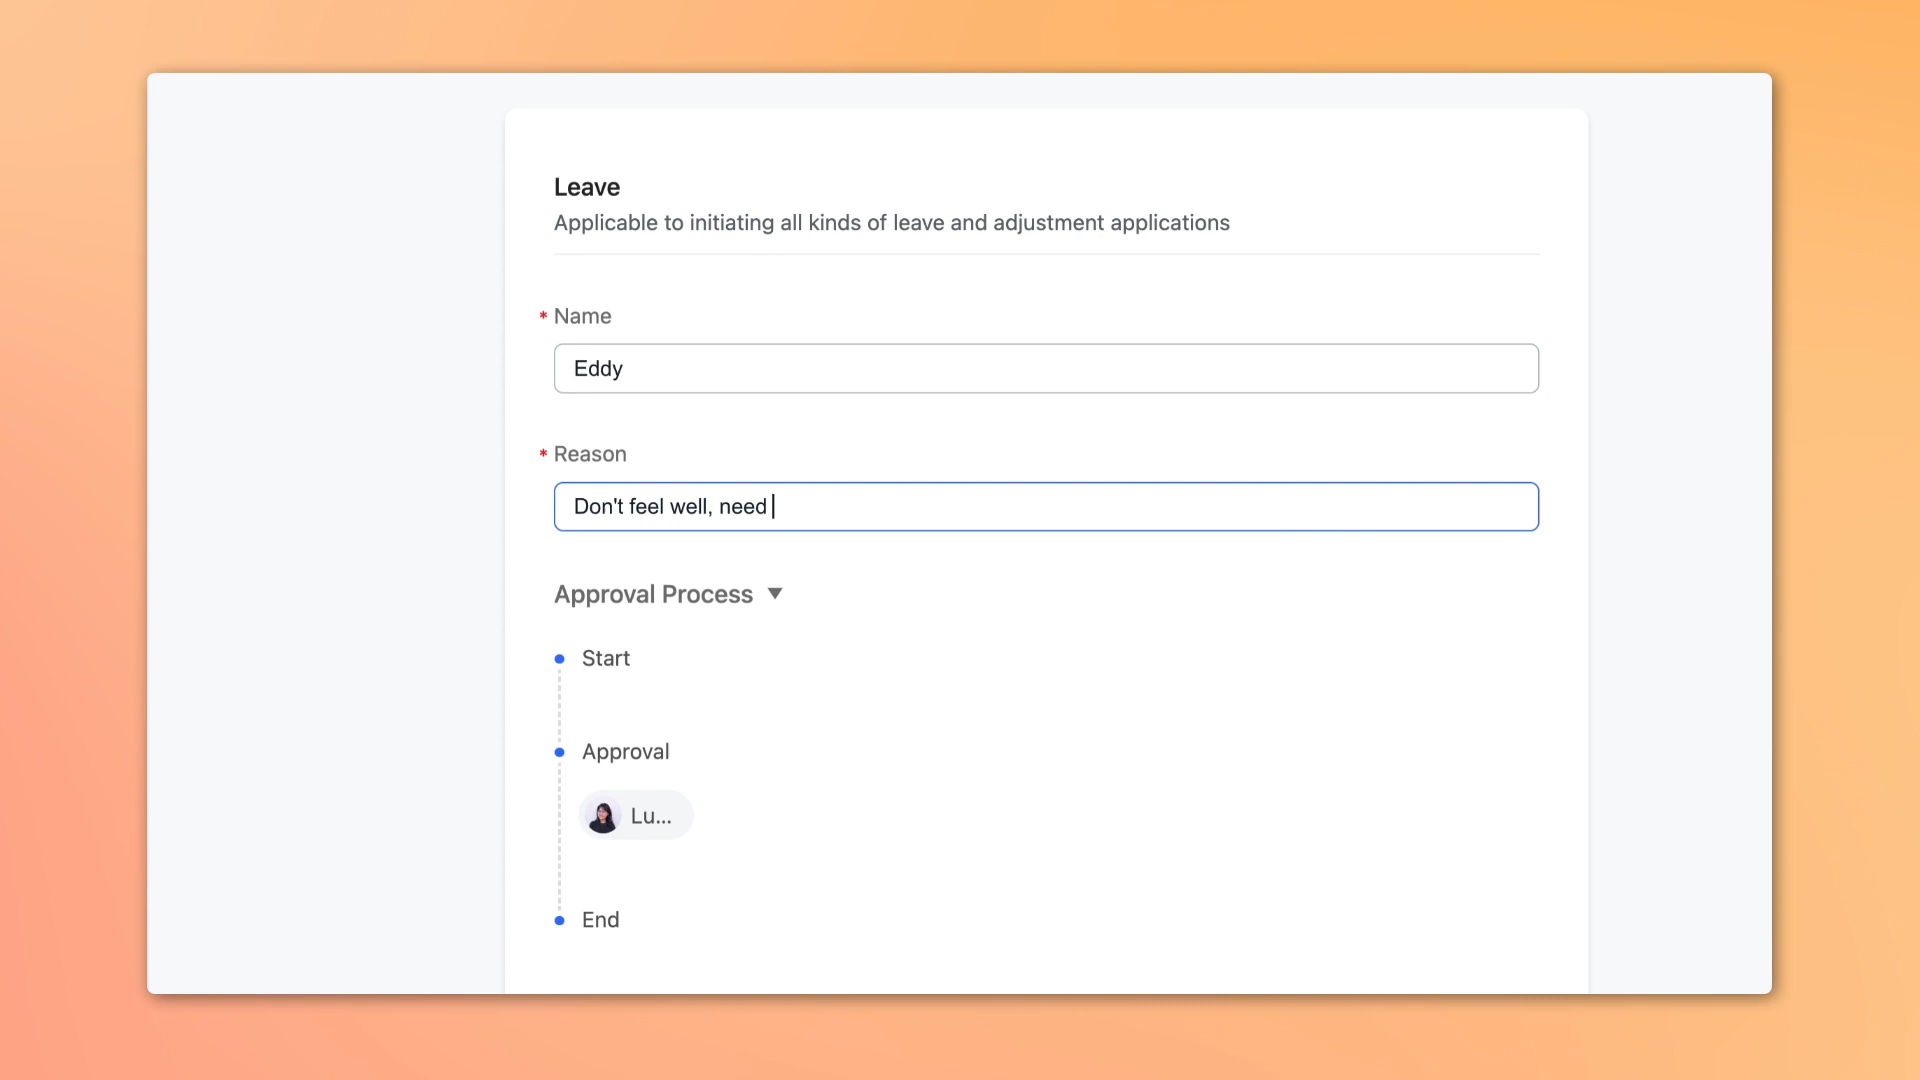 Leave
Applicable to initiating all kinds of leave and adjustment applications
* Name
Eddy
* Reason
Don't feel well, need
Approval Process
Start
Approval
Lu...
End